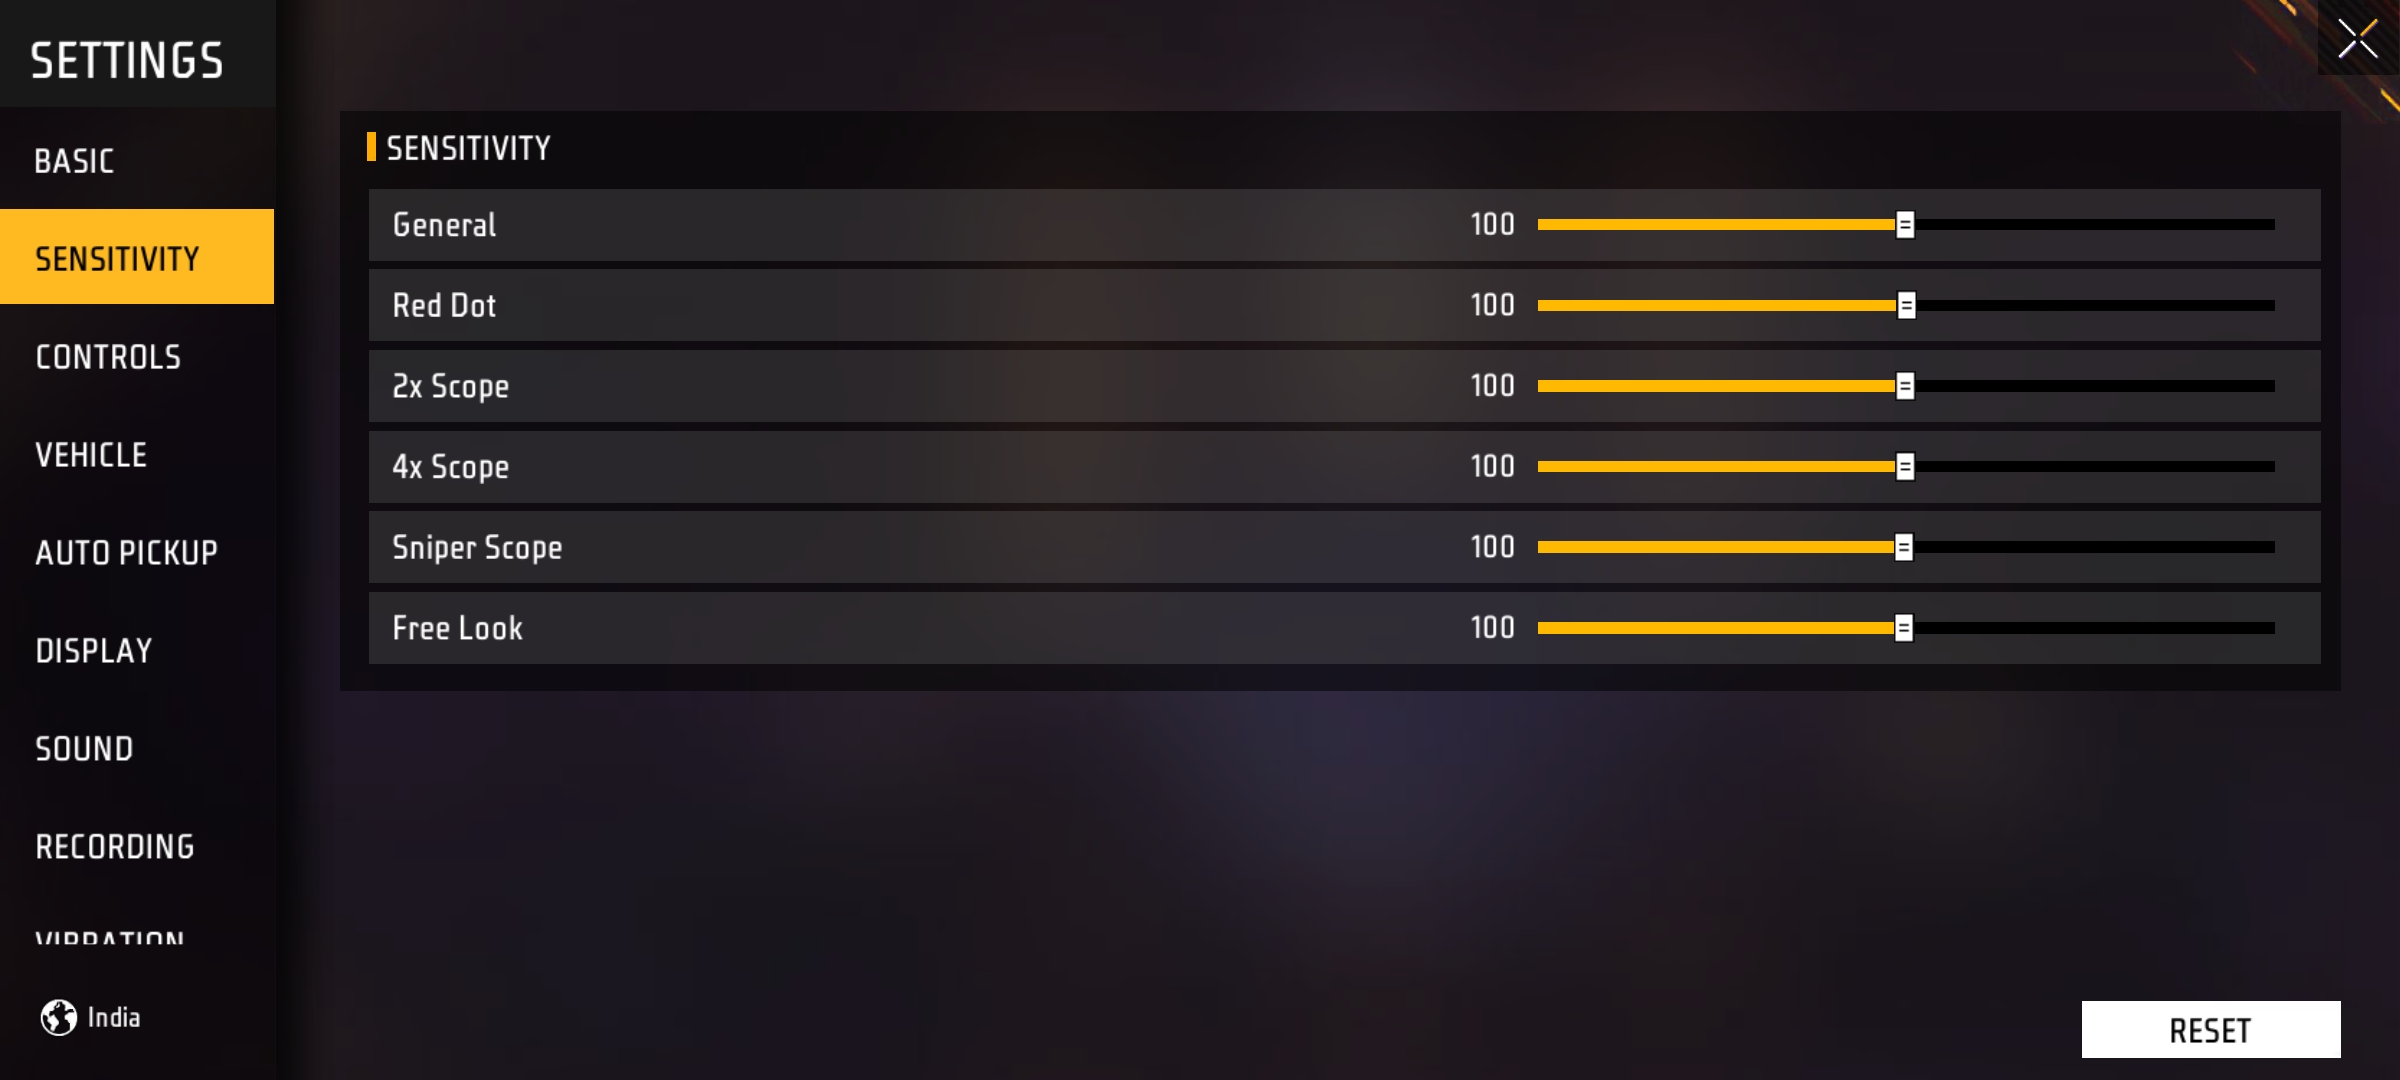 SETTINGS
BASIC
SENSITIVITY
CONTROLS
VEHICLE
AUTO PICKUP
DISPLAY
SOUND
RECORDING
VIBRATION
India
SENSITIVITY
General 100
Red Dot 100
2x Scope 100
4x Scope 100
Sniper Scope 100
Free Look 100
RESET